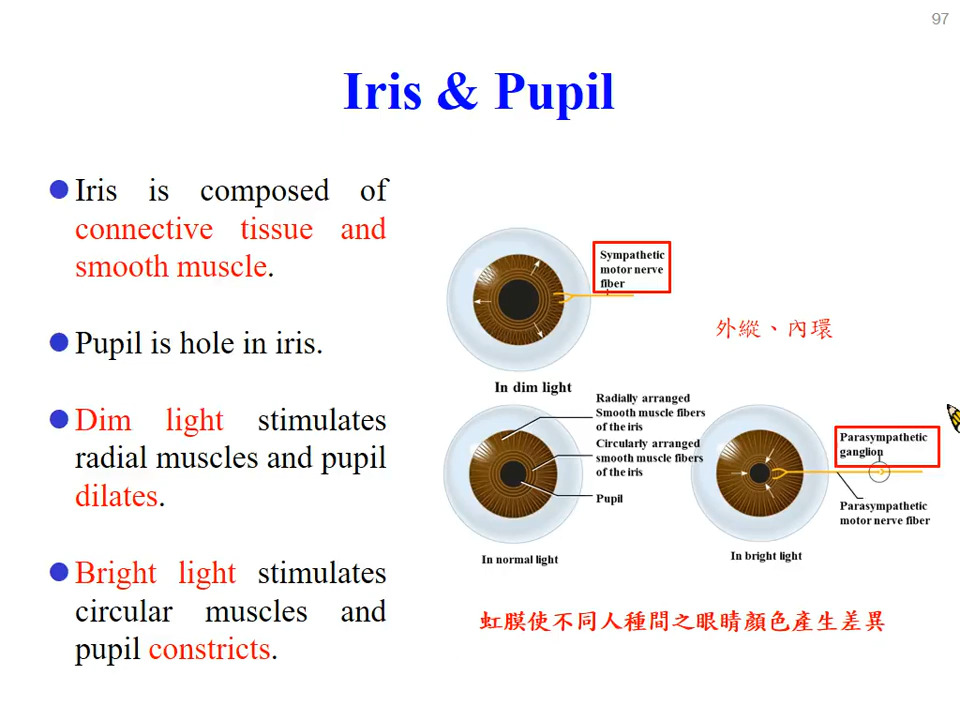 97
Iris & Pupil
Iris is composed of
connective tissue and
smooth muscle.
Pupil is hole in iris.
Dim light stimulates
radial muscles and pupil
dilates.
Bright light stimulates
circular muscles and
pupil constricts.
Sympathetic
motor nerve
fiber
外縱、內環
In dim light
Radially arranged
Smooth muscle fibers
of the iris
Circularly arranged
smooth muscle fibers
of the iris
Pupil
In normal light
Parasympathetic
ganglion
Parasympathetic
motor nerve fiber
In bright light
虹膜使不同人種間之眼睛顏色產生差異